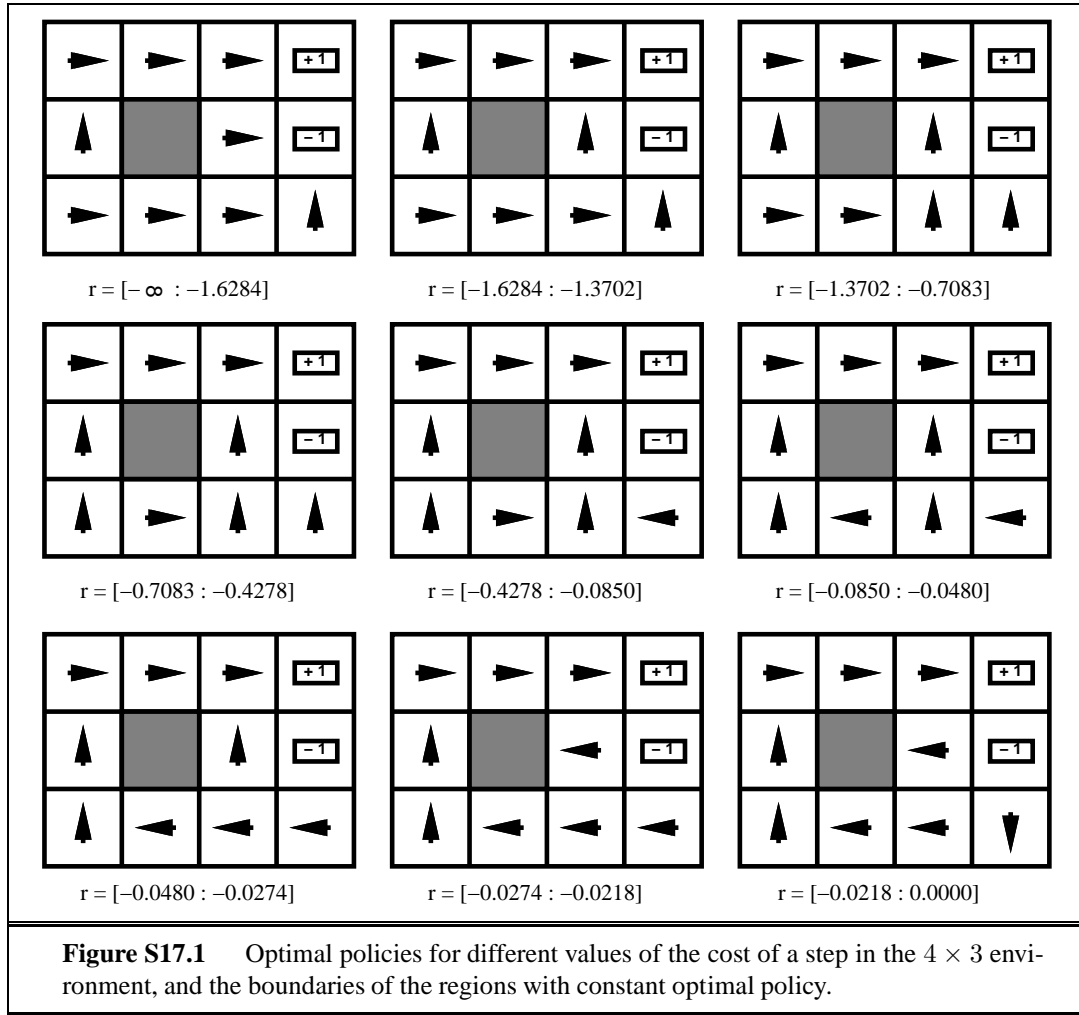 + 1 + 1 + 1
– 1 – 1 – 1
r = [– ∞ : –1.6284] r = [–1.6284 : –1.3702] r = [–1.3702 : –0.7083]
+ 1 + 1 + 1
– 1 – 1 – 1
r = [–0.7083 : –0.4278] r = [–0.4278 : –0.0850] r = [–0.0850 : –0.0480]
+ 1 + 1 + 1
– 1 – 1 – 1
r = [–0.0480 : –0.0274] r = [–0.0274 : –0.0218] r = [–0.0218 : 0.0000]
Figure S17.1 Optimal policies for different values of the cost of a step in the 4 × 3 envi-
ronment, and the boundaries of the regions with constant optimal policy.